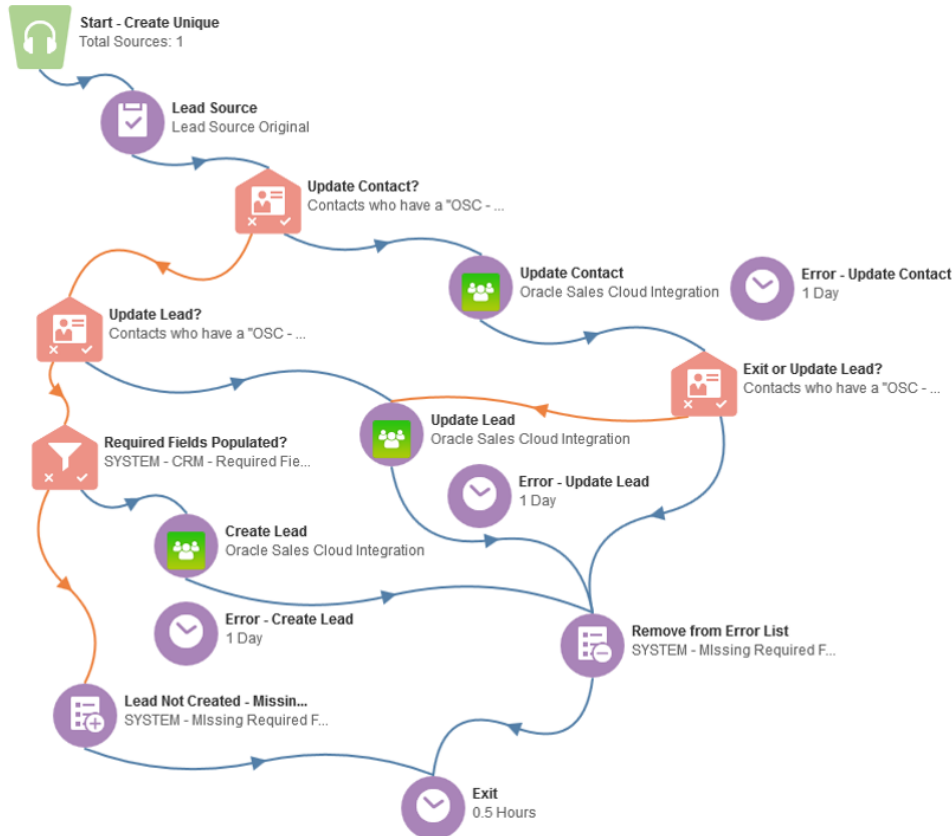 Start - Create Unique
Total Sources: 1
Lead Source
Lead Source Original
Update Contact?
Contacts who have a "OSC - ...
Update Contact
Oracle Sales Cloud Integration
Error - Update Contact
1 Day
Update Lead?
Contacts who have a "OSC - ...
Exit or Update Lead?
Contacts who have a "OSC - ...
Update Lead
Oracle Sales Cloud Integration
Required Fields Populated?
SYSTEM - CRM - Required Fie...
Error - Update Lead
1 Day
Create Lead
Oracle Sales Cloud Integration
Error - Create Lead
1 Day
Remove from Error List
SYSTEM - MIssing Required F...
Lead Not Created - Missin...
SYSTEM - MIssing Required F...
Exit
0.5 Hours